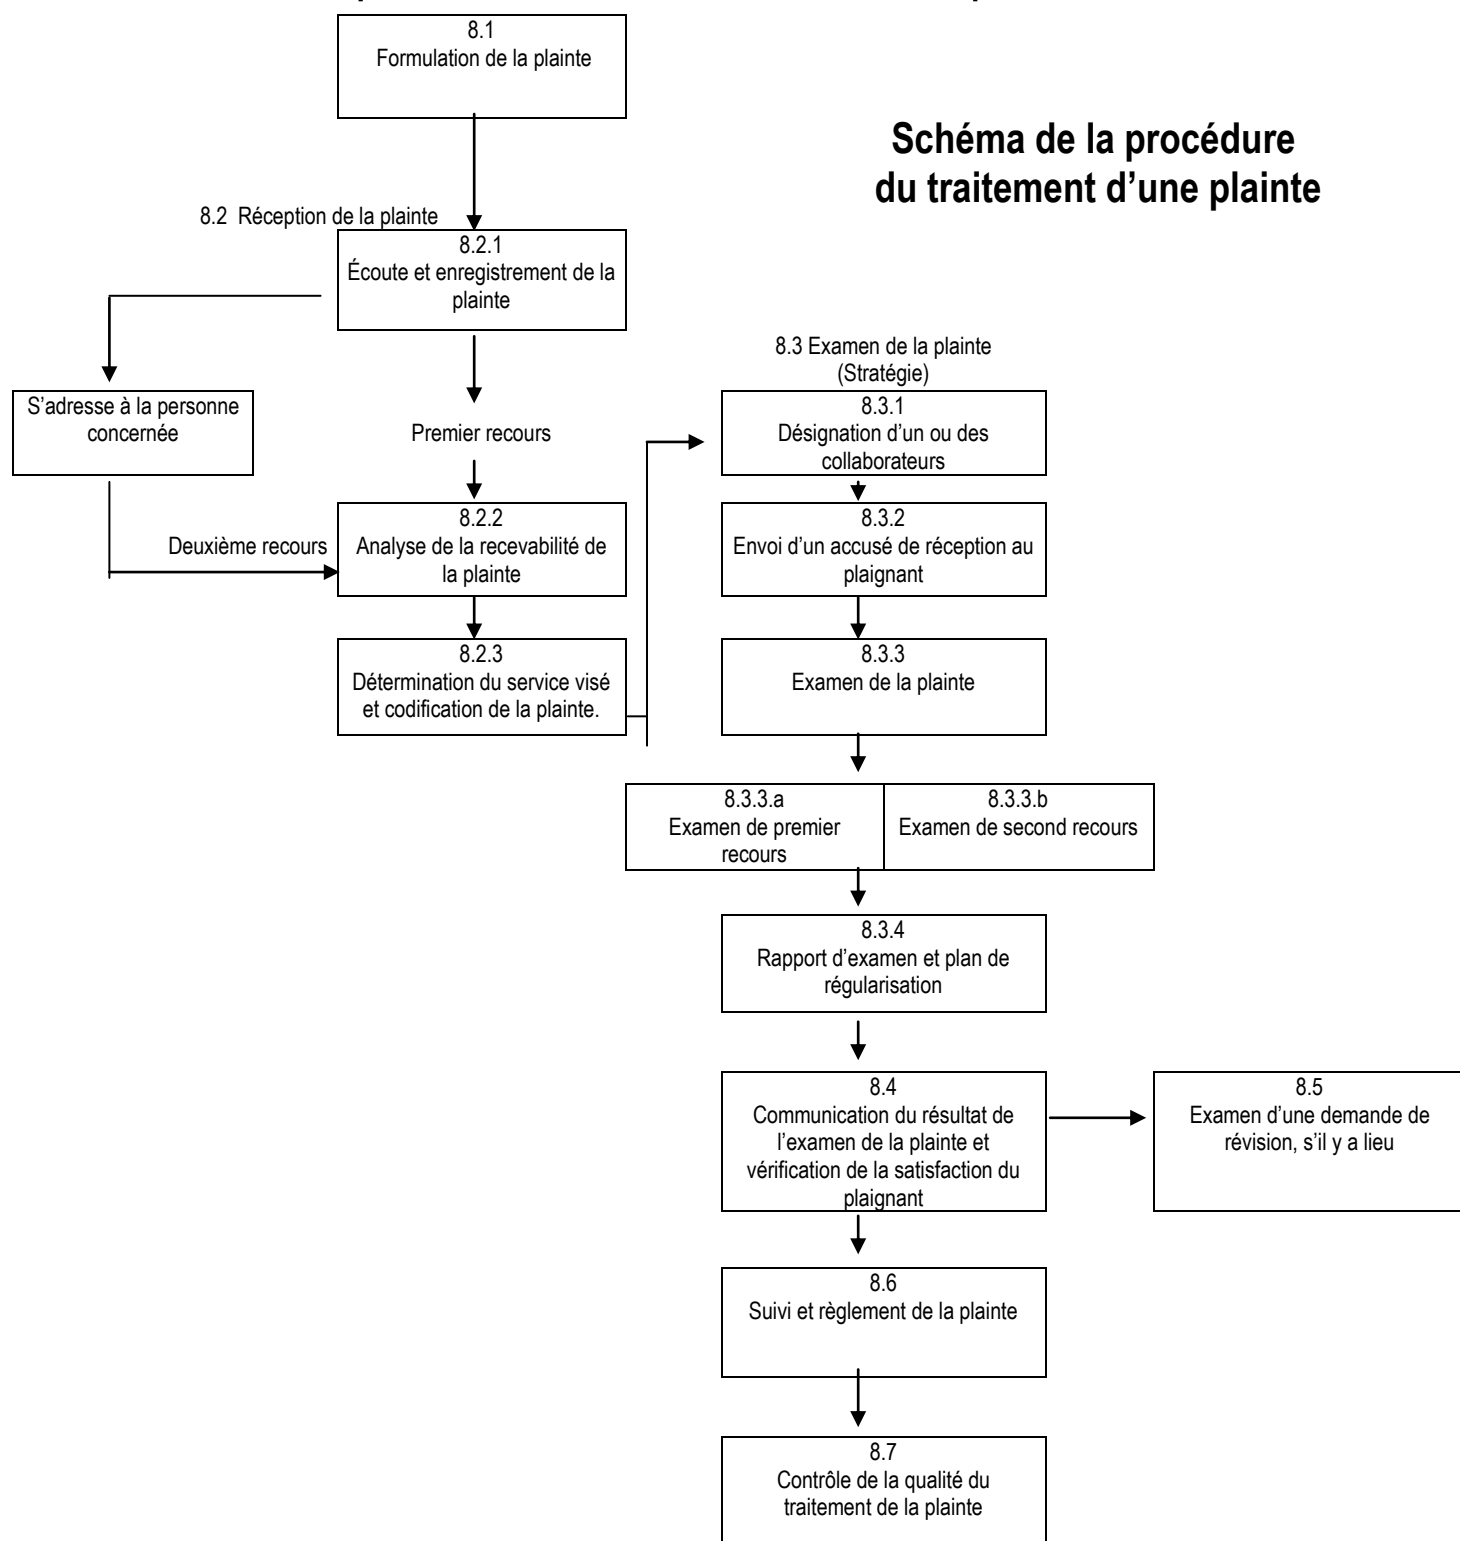 8.1
Formulation de la plainte
Schéma de la procédure
du traitement d’une plainte
8.2 Réception de la plainte
8.2.1
Écoute et enregistrement de la
plainte
S’adresse à la personne
concernée
Premier recours
Deuxième recours
8.2.2
Analyse de la recevabilité de
la plainte
8.2.3
Détermination du service visé
et codification de la plainte.
8.3 Examen de la plainte
(Stratégie)
8.3.1
Désignation d’un ou des
collaborateurs
8.3.2
Envoi d’un accusé de réception au
plaignant
8.3.3
Examen de la plainte
8.3.3.a
Examen de premier
recours
8.3.3.b
Examen de second recours
8.3.4
Rapport d’examen et plan de
régularisation
8.4
Communication du résultat de
l’examen de la plainte et
vérification de la satisfaction du
plaignant
8.5
Examen d’une demande de
révision, s’il y a lieu
8.6
Suivi et règlement de la plainte
8.7
Contrôle de la qualité du
traitement de la plainte